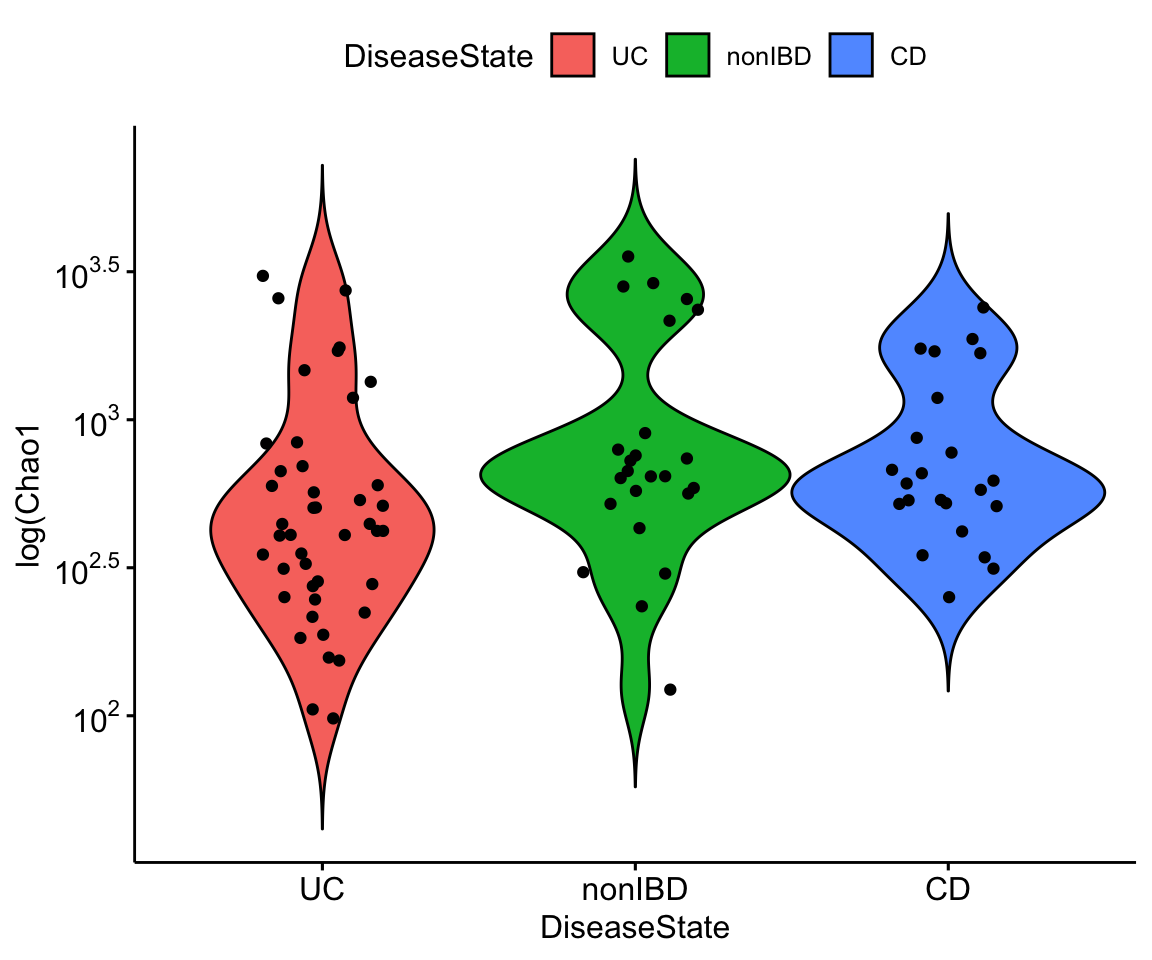 DiseaseState UC nonIBD CD
10^3.5
10^3
10^2.5
10^2
log(Chao1)
UC nonIBD CD
DiseaseState